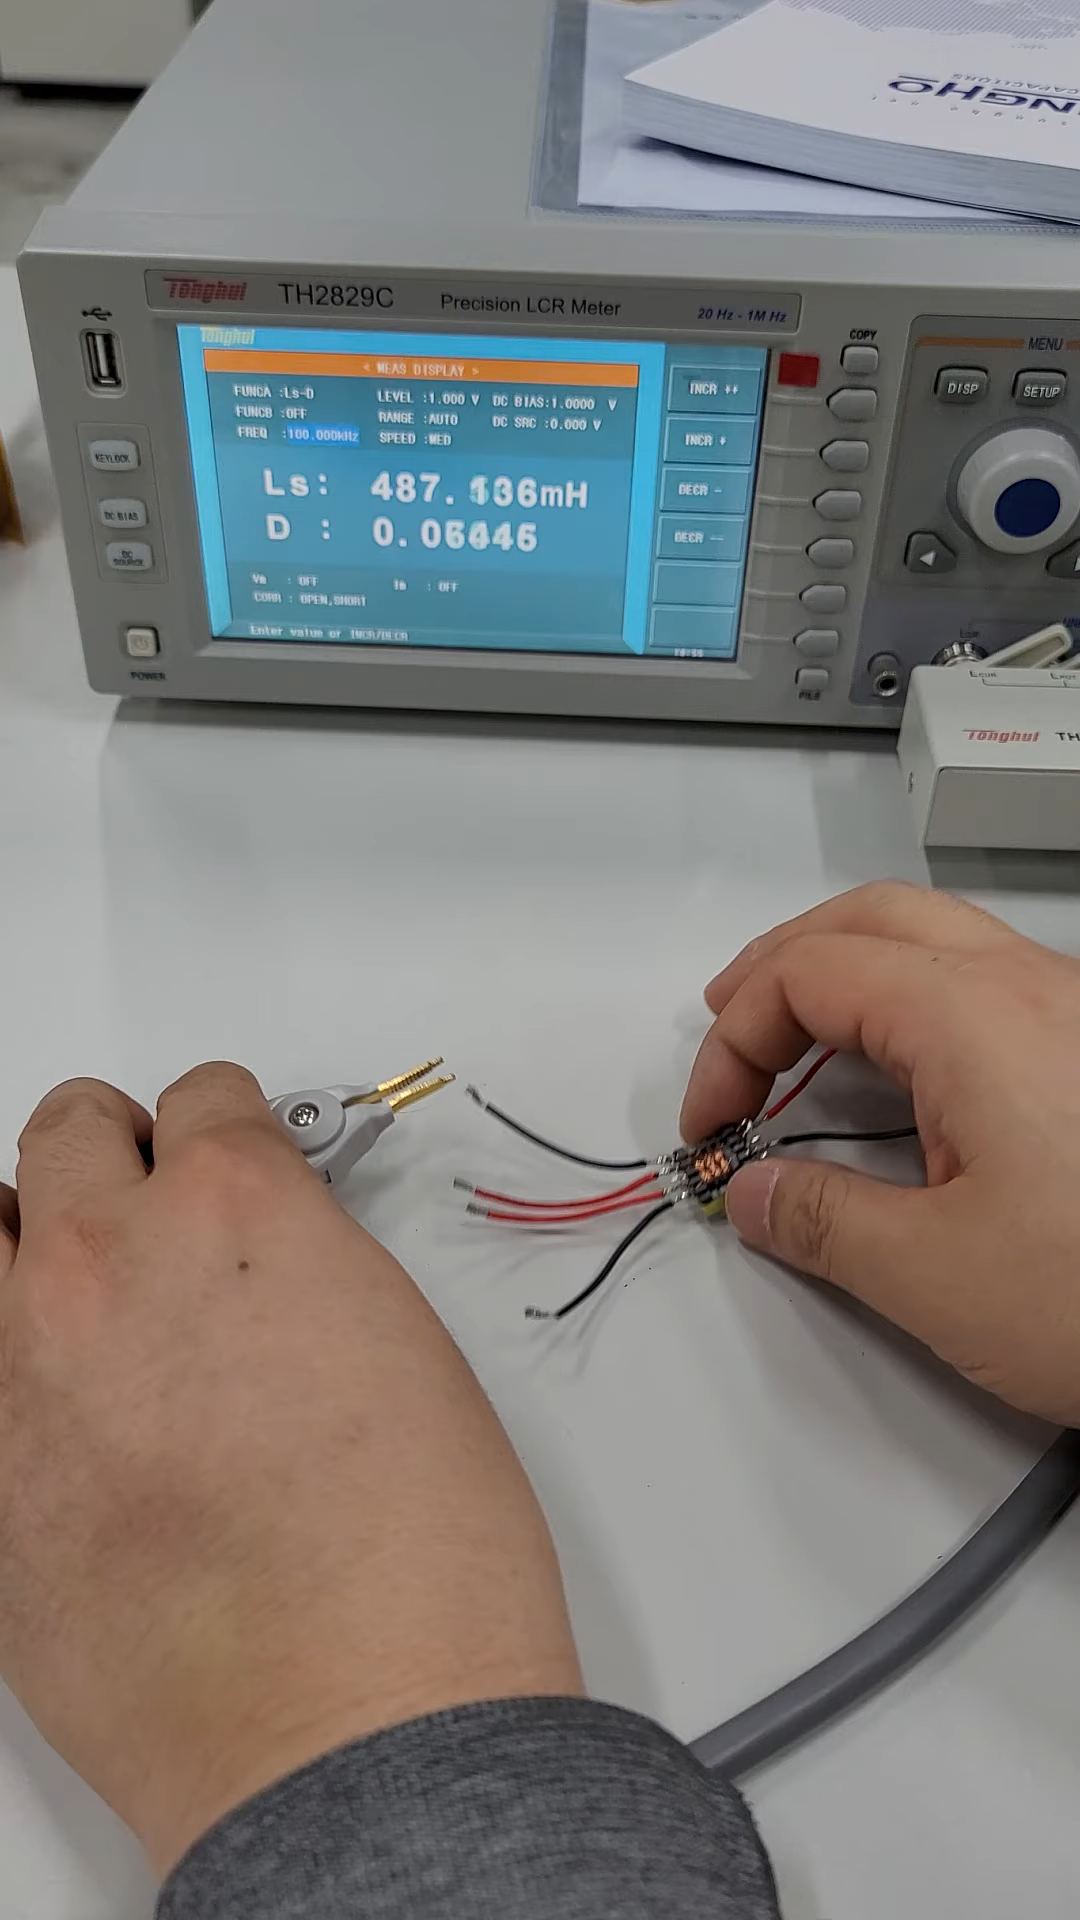 NGHO
CAPACITORS
Tonghui TH2829C Precision LCR Meter 20 Hz - 1M Hz
COPY
MENU
Tonghui
< MEAS DISPLAY >
FUNCA :Ls-D LEVEL :1.000 V DC BIAS:1.0000 V
FUNCB :OFF RANGE :AUTO DC SRC :0.000 V
FREQ :100.000kHz SPEED :MED
Ls: 487.136mH
D :
Vm : OFF Im : OFF
CORR : OPEN,SHORT
Enter value or INCR/DECR
INCR ++
INCR +
DECR -
DECR --
DISP
SETUP
KEYLOCK
DC BIAS
DC SOURCE
POWER
FILE
Tonghui TH